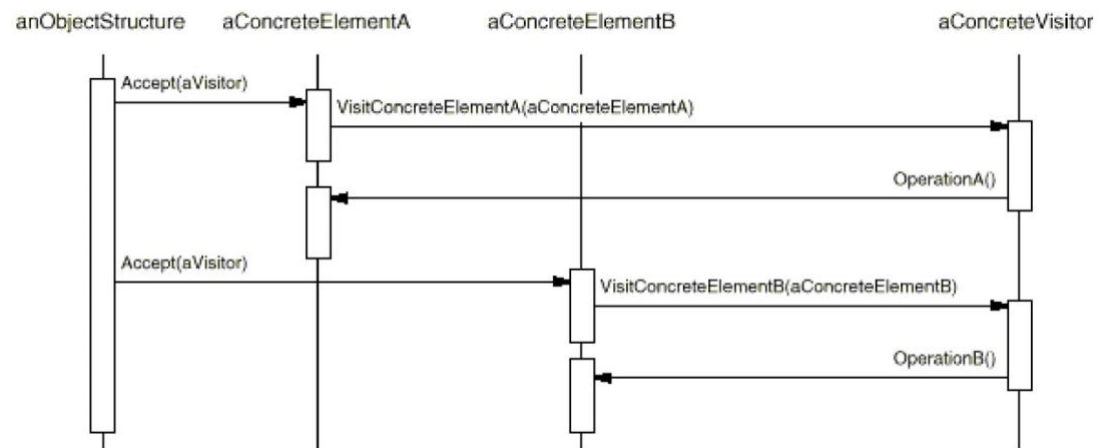 anObjectStructure aConcreteElementA aConcreteElementB aConcreteVisitor
Accept(aVisitor)
VisitConcreteElementA(aConcreteElementA)
OperationA()
Accept(aVisitor)
VisitConcreteElementB(aConcreteElementB)
OperationB()